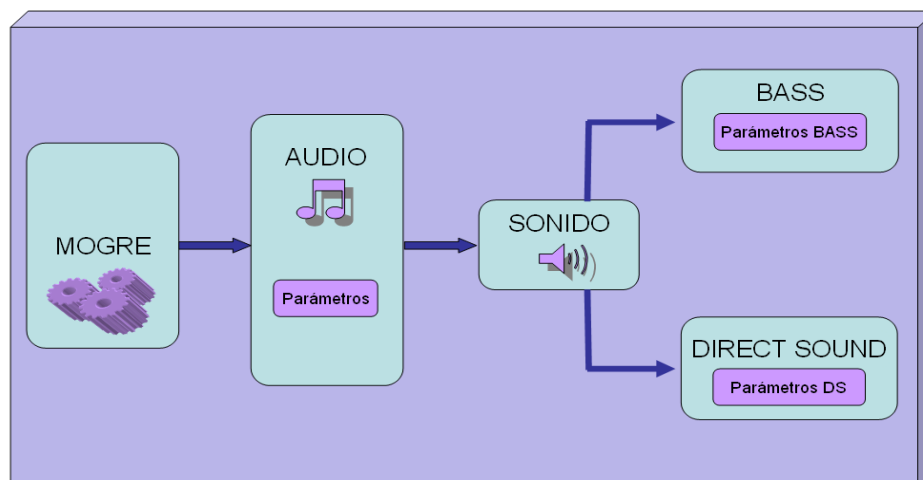 MOGRE
AUDIO
Parámetros
SONIDO
BASS
Parámetros BASS
DIRECT SOUND
Parámetros DS